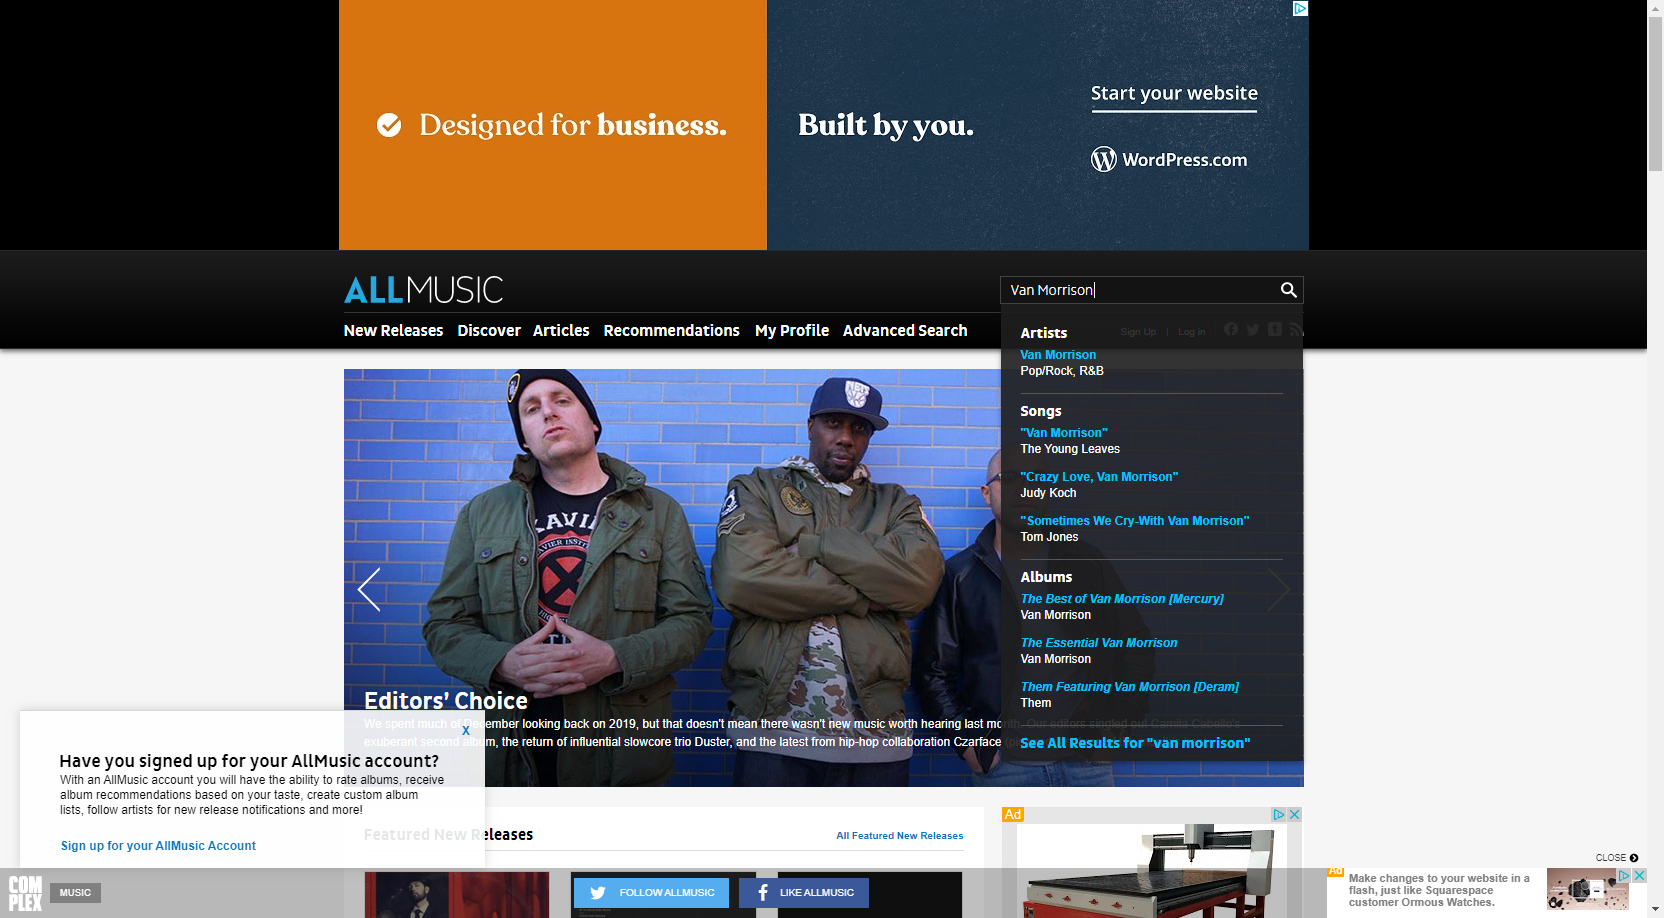 Designed for business.
Built by you.
Start your website
WordPress.com
ALLMUSIC
Van Morrison
New Releases
Discover
Articles
Recommendations
My Profile
Advanced Search
Sign Up | Log in
Artists
Van Morrison
Pop/Rock, R&B
Songs
"Van Morrison"
The Young Leaves
"Crazy Love, Van Morrison"
Judy Koch
"Sometimes We Cry-With Van Morrison"
Tom Jones
Albums
The Best of Van Morrison [Mercury]
Van Morrison
The Essential Van Morrison
Van Morrison
Them Featuring Van Morrison [Deram]
Them
See All Results for "van morrison"
Editors' Choice
We spent much of December looking back on 2019, but that doesn't mean there wasn't new music worth hearing last month. Our editors singled out
exuberant second album, the return of influential slowcore trio Duster, and the latest from hip-hop collaboration Czarface
X
Have you signed up for your AllMusic account?
With an AllMusic account you will have the ability to rate albums, receive
album recommendations based on your taste, create custom album
lists, follow artists for new release notifications and more!
Sign up for your AllMusic Account
Featured New Releases
All Featured New Releases
Ad
CLOSE
COM
PLEX
MUSIC
FOLLOW ALLMUSIC
LIKE ALLMUSIC
Ad
Make changes to your website in a
flash, just like Squarespace
customer Ormous Watches.